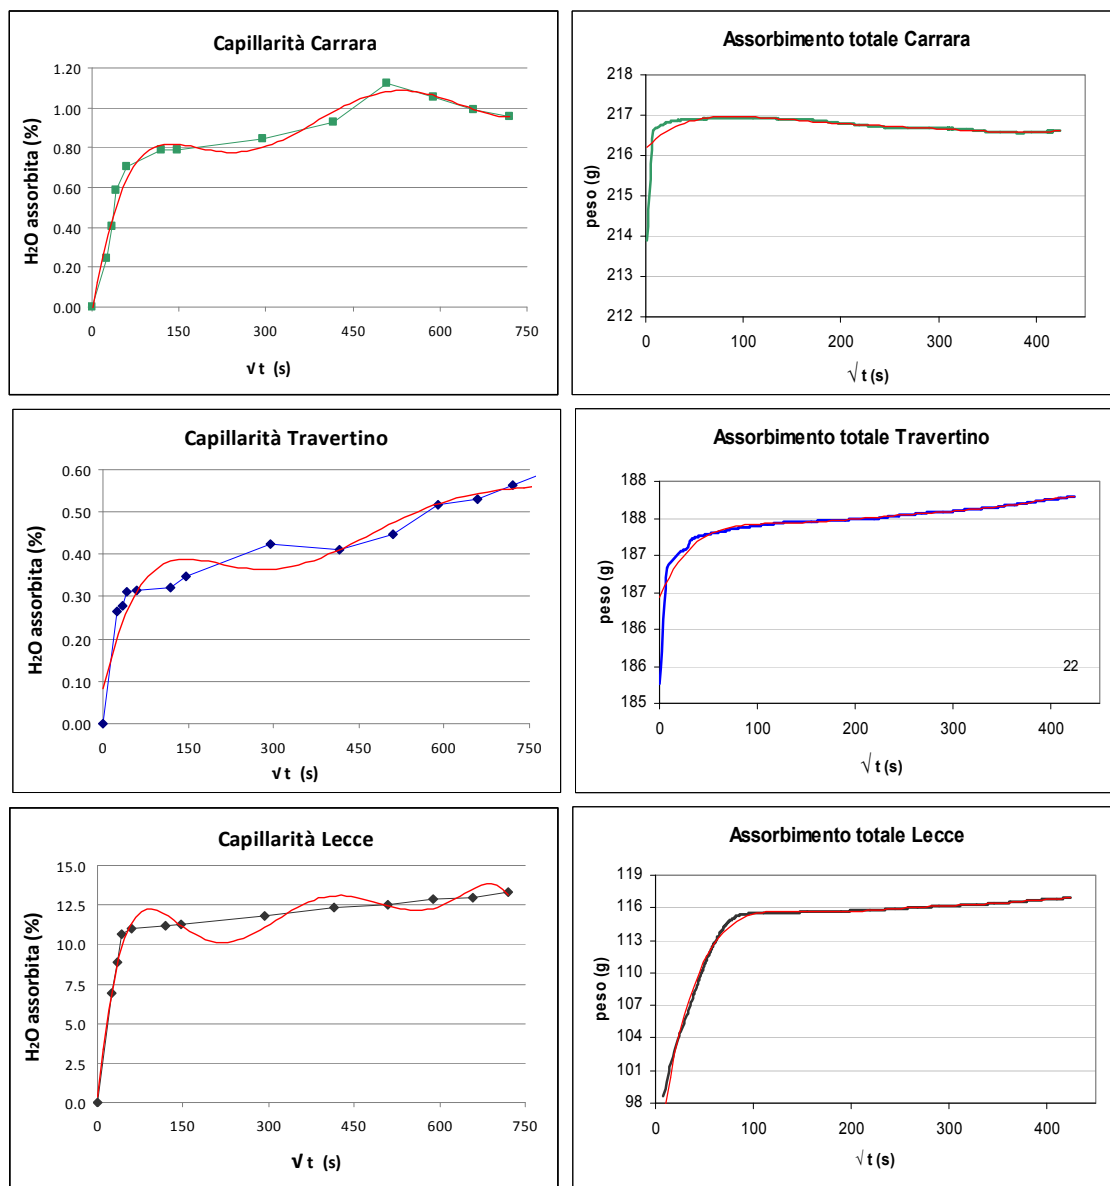 Capillarità Carrara
H2O assorbita (%)
1.20
1.00
0.80
0.60
0.40
0.20
0.00
0 150 300 450 600 750
√ t (s)
Assorbimento totale Carrara
peso (g)
218
217
216
215
214
213
212
0 100 200 300 400
√ t (s)
Capillarità Travertino
H2O assorbita (%)
0.60
0.50
0.40
0.30
0.20
0.10
0.00
0 150 300 450 600 750
√ t (s)
Assorbimento totale Travertino
peso (g)
188
188
187
187
186
186
185
22
0 100 200 300 400
√ t (s)
Capillarità Lecce
H2O assorbita (%)
15.0
12.5
10.0
7.5
5.0
2.5
0.0
0 150 300 450 600 750
√ t (s)
Assorbimento totale Lecce
peso (g)
119
116
113
110
107
104
101
98
0 100 200 300 400
√ t (s)